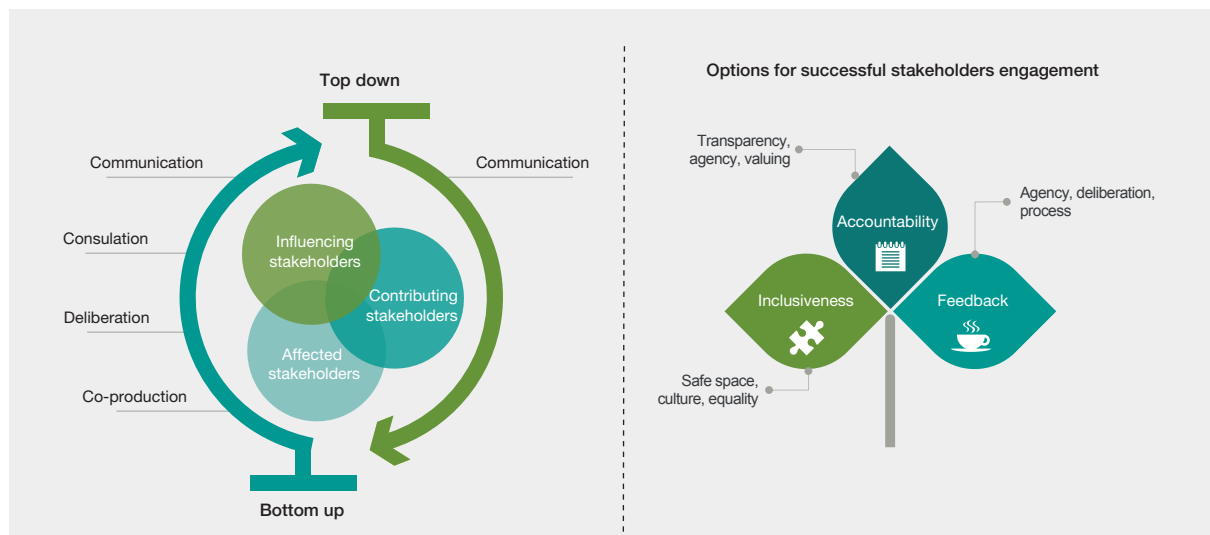 Top down
Communication
Communication
Consulation
Deliberation
Co-production
Influencing
stakeholders
Contributing
stakeholders
Affected
stakeholders
Bottom up
Options for successful stakeholders engagement
Transparency,
agency, valuing
Agency, deliberation,
process
Accountability
Inclusiveness
Feedback
Safe space,
culture, equality